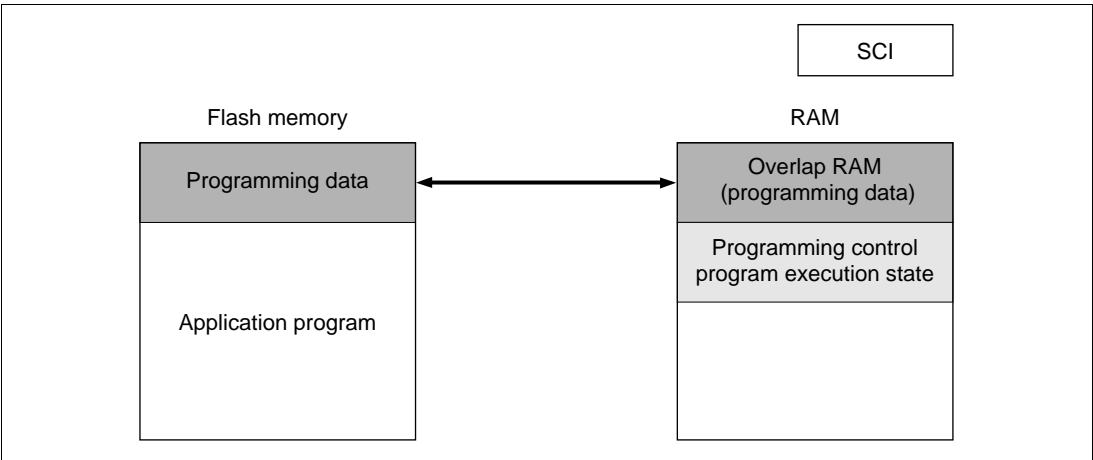 SCI
Flash memory
RAM
Programming data
Overlap RAM
(programming data)
Programming control
program execution state
Application program